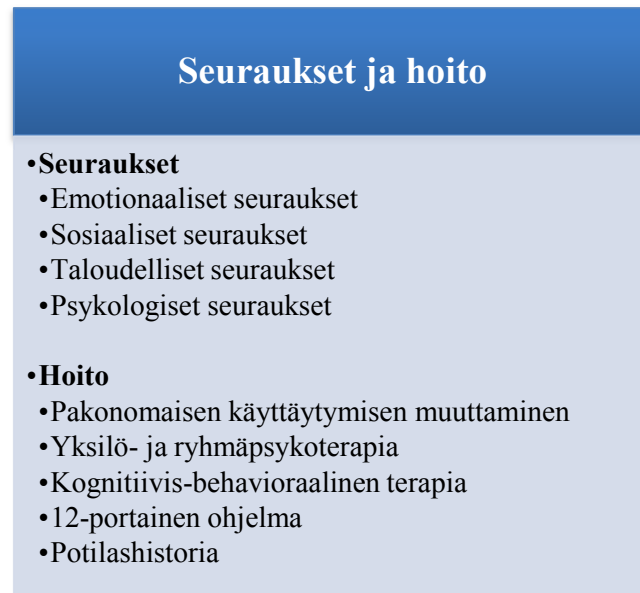 Seuraukset ja hoito
•Seuraukset
•Emotionaaliset seuraukset
•Sosiaaliset seuraukset
•Taloudelliset seuraukset
•Psykologiset seuraukset
•Hoito
•Pakonomaisen käyttäytymisen muuttaminen
•Yksilö- ja ryhmäpsykoterapia
•Kognitiivis-behavioraalinen terapia
•12-portainen ohjelma
•Potilashistoria